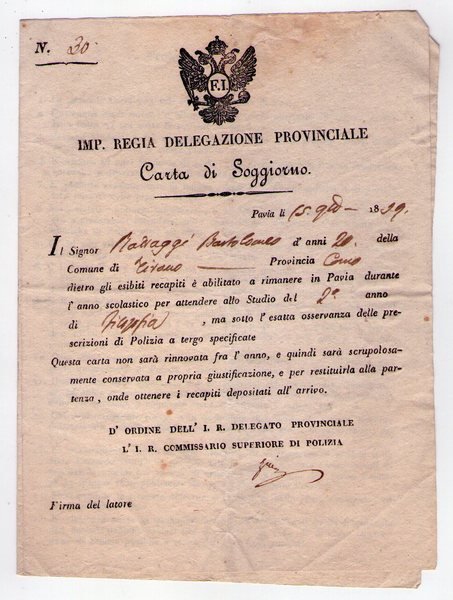 N. 30
F.I.
IMP. REGIA DELEGAZIONE PROVINCIALE
Carta di Soggiorno.
Pavia li 15 183 9.
Il Signor Bartolomeo d' anni 20. della
Comune di Tirano Provincia Como
dietro gli esibiti recapiti è abilitato a rimanere in Pavia durante
l' anno scolastico per attendere allo Studio del 2° anno
di , ma sotto l' esatta osservanza delle pre-
scrizioni di Polizia a tergo specificate
Questa carta non sarà rinnovata fra l' anno, e quindi sarà scrupolosa-
mente conservata a propria giustificazione, e per restituirla alla par-
tenza, onde ottenere i recapiti depositati all' arrivo.
D' ORDINE DELL' I. R. DELEGATO PROVINCIALE
L' I. R. COMMISSARIO SUPERIORE DI POLIZIA
Firma del latore